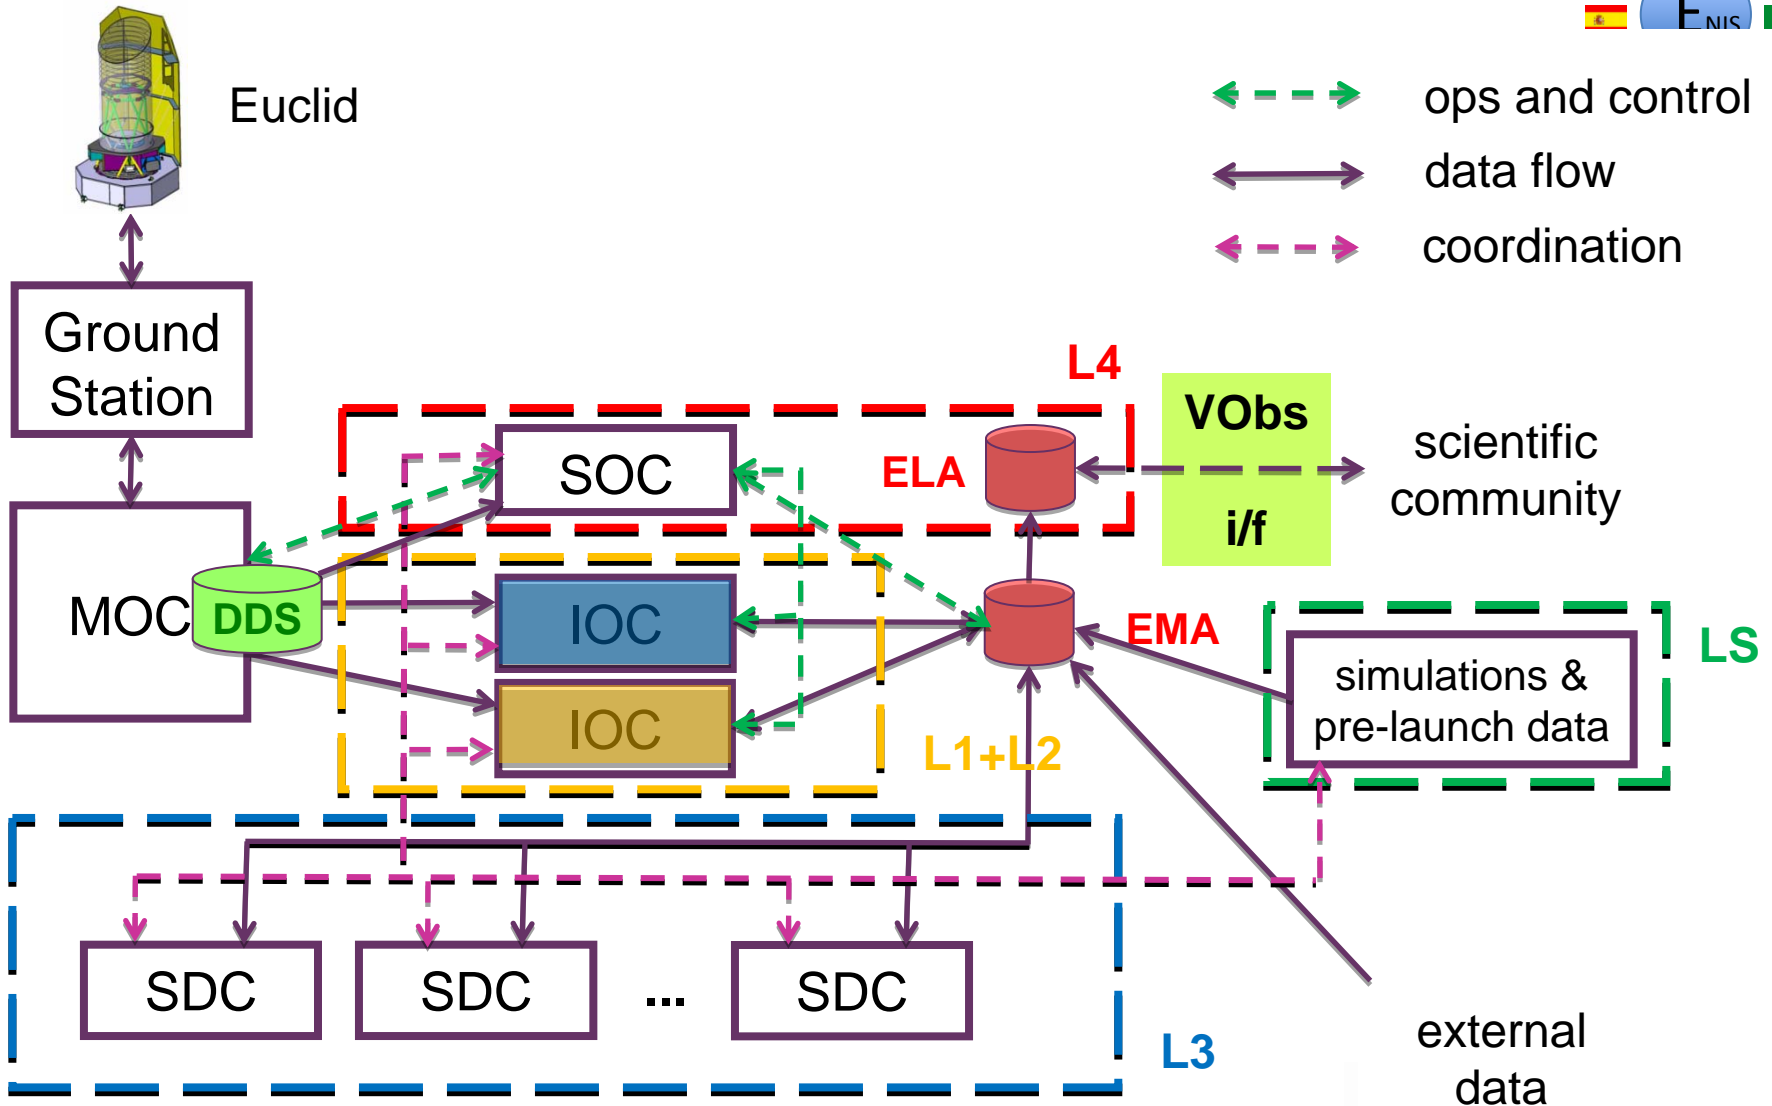 E NIS
Euclid
ops and control
data flow
coordination
Ground
Station
L4
VObs
i/f
scientific
community
SOC
ELA
MOC
DDS
IOC
IOC
EMA
L1+L2
LS
simulations &
pre-launch data
SDC
SDC
...
SDC
L3
external
data